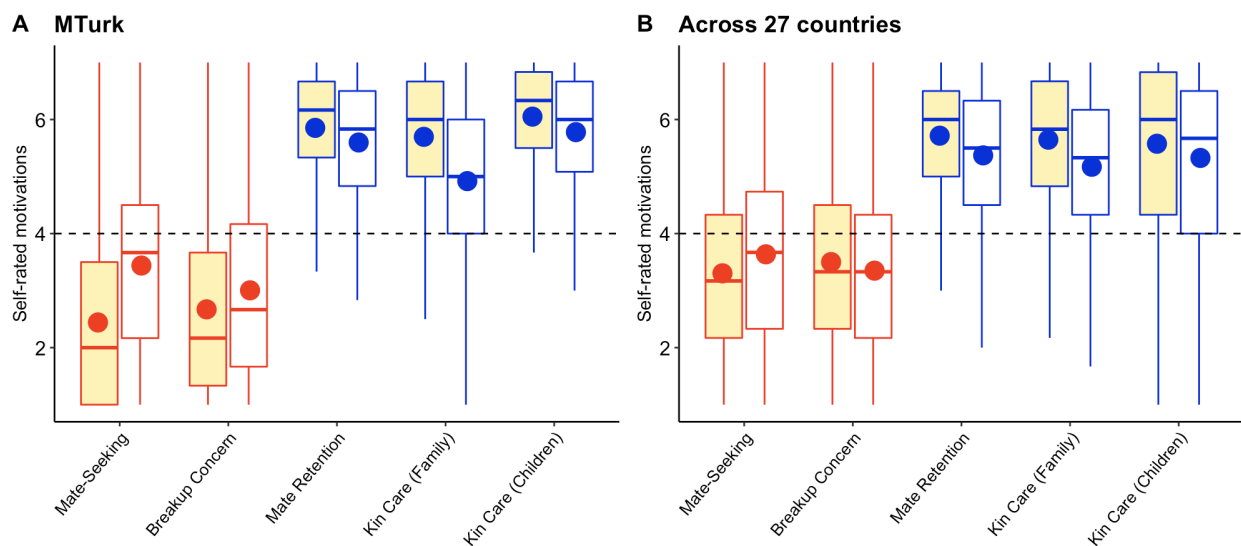 A MTurk
Self-rated motivations
6
4
2
Mate-Seeking
Breakup Concern
Mate Retention
Kin Care (Family)
Kin Care (Children)
B Across 27 countries
Self-rated motivations
6
4
2
Mate-Seeking
Breakup Concern
Mate Retention
Kin Care (Family)
Kin Care (Children)